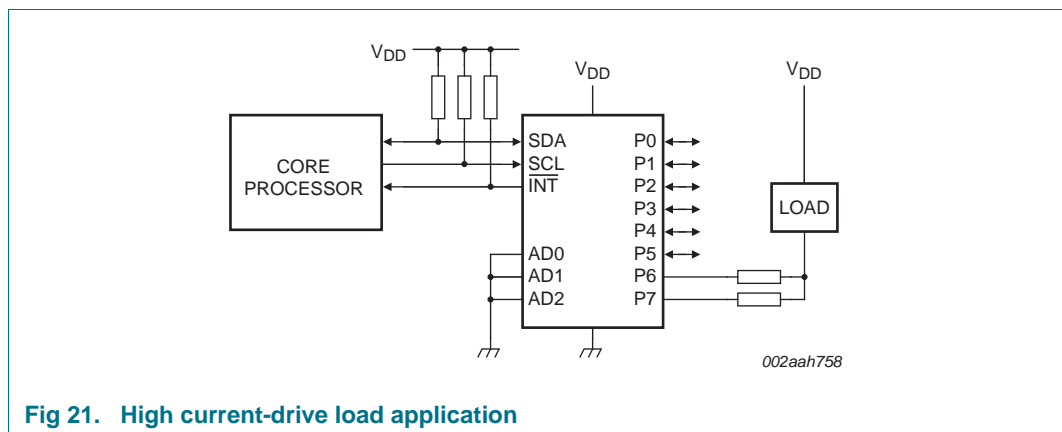 VDD
VDD
VDD
CORE
PROCESSOR
SDA
SCL
INT
AD0
AD1
AD2
P0
P1
P2
P3
P4
P5
P6
P7
LOAD
002aah758
Fig 21. High current-drive load application